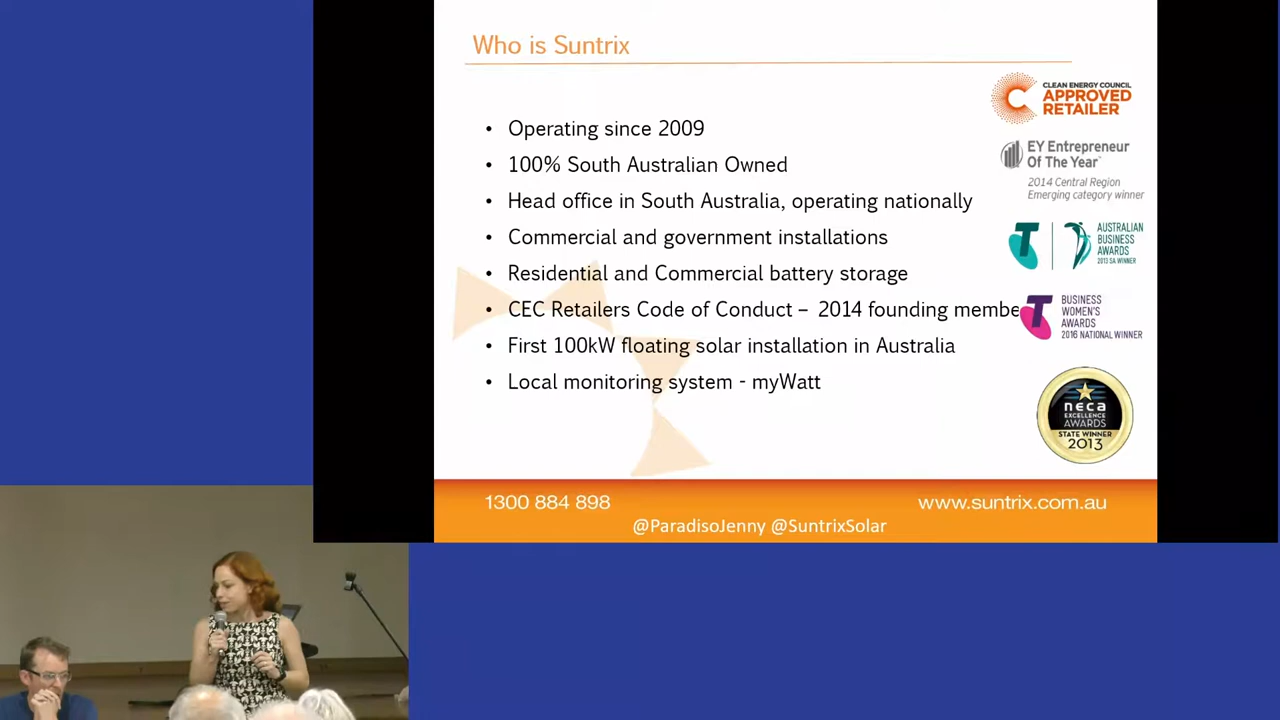 Who is Suntrix
• Operating since 2009
• 100% South Australian Owned
• Head office in South Australia, operating nationally
• Commercial and government installations
• Residential and Commercial battery storage
• CEC Retailers Code of Conduct – 2014 founding membe
• First 100kW floating solar installation in Australia
• Local monitoring system - myWatt
CLEAN ENERGY COUNCIL
APPROVED
RETAILER
EY Entrepreneur
Of The Year™
2014 Central Region
Emerging category winner
T
AUSTRALIAN
BUSINESS
AWARDS
2013 SA WINNER
T
BUSINESS
WOMEN'S
AWARDS
2016 NATIONAL WINNER
neca
EXCELLENCE
AWARDS
STATE WINNER
2013
1300 884 898
www.suntrix.com.au
@ParadisoJenny @SuntrixSolar